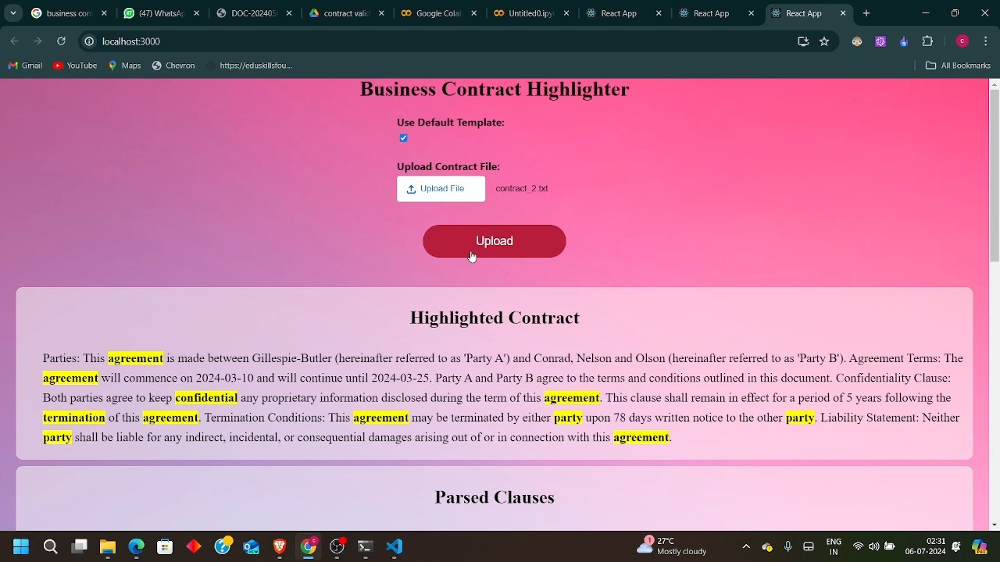 Business cont
(47) WhatsAp
DOC-202405
contract valid
Google Colab
Untitled0.ipy
React App
React App
React App
localhost:3000
Gmail
YouTube
Maps
Chevron
https://eduskillsfou...
All Bookmarks
Business Contract Highlighter
Use Default Template:
Upload Contract File:
Upload File
contract_2.txt
Upload
Highlighted Contract
Parties: This agreement is made between Gillespie-Butler (hereinafter referred to as 'Party A') and Conrad, Nelson and Olson (hereinafter referred to as 'Party B'). Agreement Terms: The
agreement will commence on 2024-03-10 and will continue until 2024-03-25. Party A and Party B agree to the terms and conditions outlined in this document. Confidentiality Clause:
Both parties agree to keep confidential any proprietary information disclosed during the term of this agreement. This clause shall remain in effect for a period of 5 years following the
termination of this agreement. Termination Conditions: This agreement may be terminated by either party upon 78 days written notice to the other party. Liability Statement: Neither
party shall be liable for any indirect, incidental, or consequential damages arising out of or in connection with this agreement.
Parsed Clauses
27°C
Mostly cloudy
ENG
IN
02:31
06-07-2024